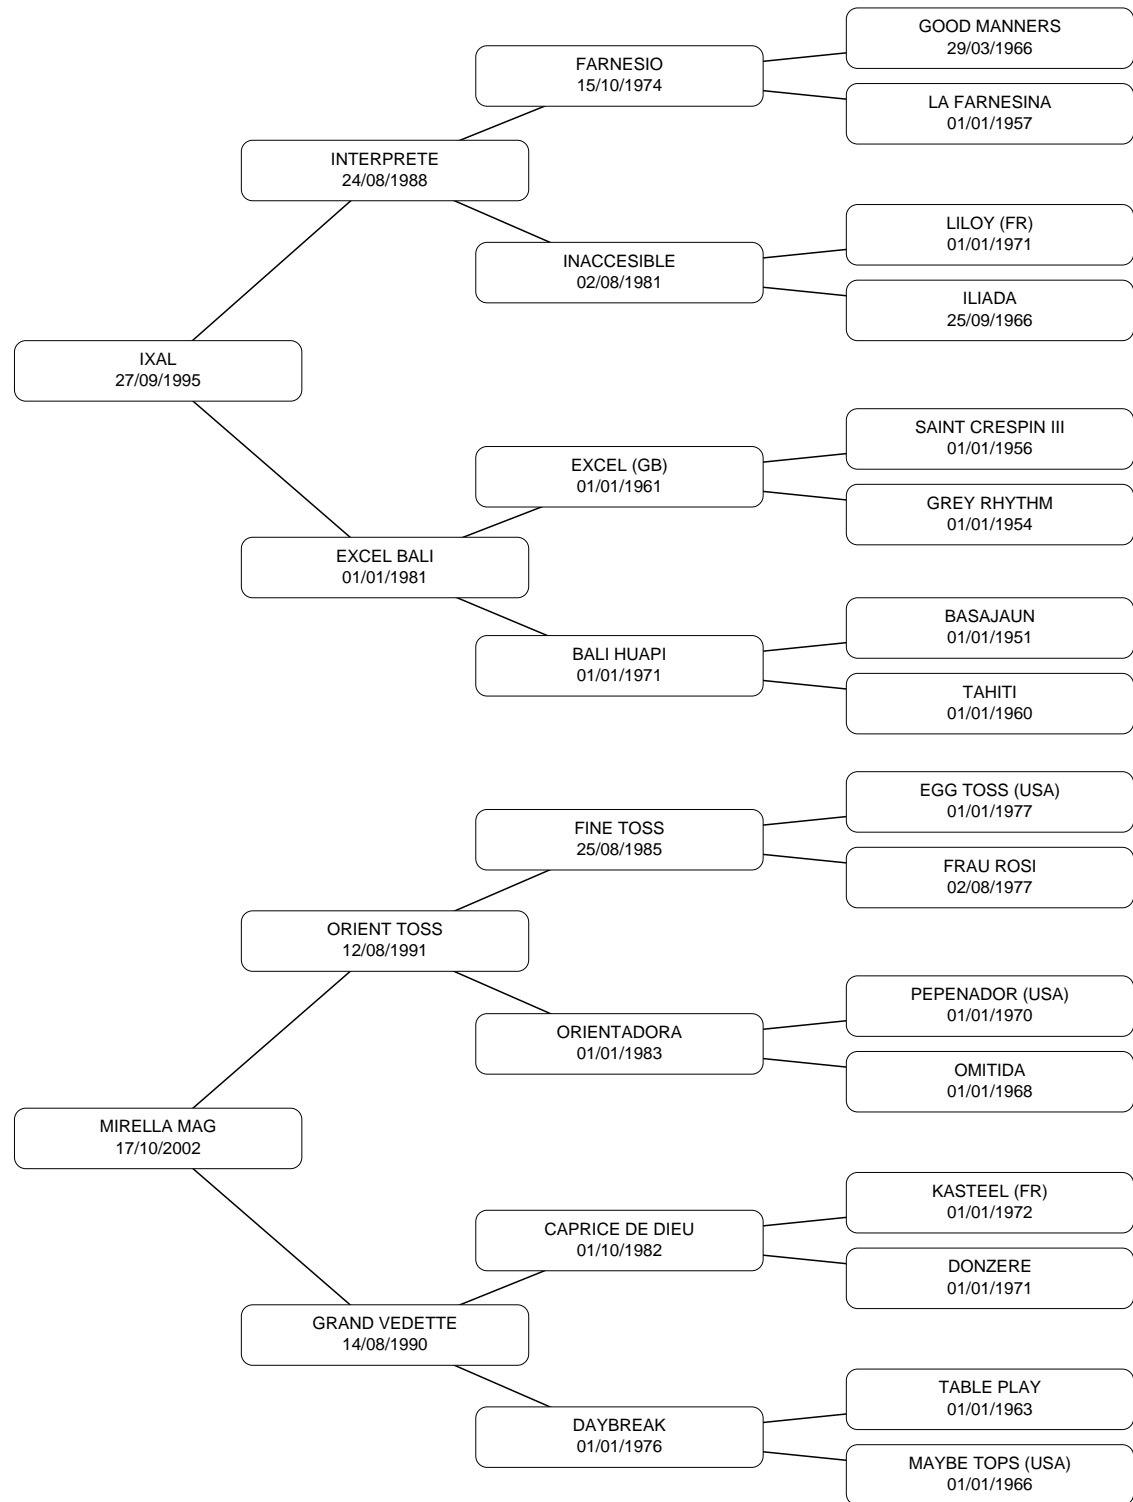 GOOD MANNERS
29/03/1966
FARNESIO
15/10/1974
LA FARNESINA
01/01/1957
INTERPRETE
24/08/1988
LILOY (FR)
01/01/1971
INACCESIBLE
02/08/1981
ILIADA
25/09/1966
IXAL
27/09/1995
SAINT CRESPIN III
01/01/1956
EXCEL (GB)
01/01/1961
GREY RHYTHM
01/01/1954
EXCEL BALI
01/01/1981
BASAJAUN
01/01/1951
BALI HUAPI
01/01/1971
TAHITI
01/01/1960
EGG TOSS (USA)
01/01/1977
FINE TOSS
25/08/1985
FRAU ROSI
02/08/1977
ORIENT TOSS
12/08/1991
PEPENADOR (USA)
01/01/1970
ORIENTADORA
01/01/1983
OMITIDA
01/01/1968
MIRELLA MAG
17/10/2002
KASTEEL (FR)
01/01/1972
CAPRICE DE DIEU
01/10/1982
DONZERE
01/01/1971
GRAND VEDETTE
14/08/1990
TABLE PLAY
01/01/1963
DAYBREAK
01/01/1976
MAYBE TOPS (USA)
01/01/1966